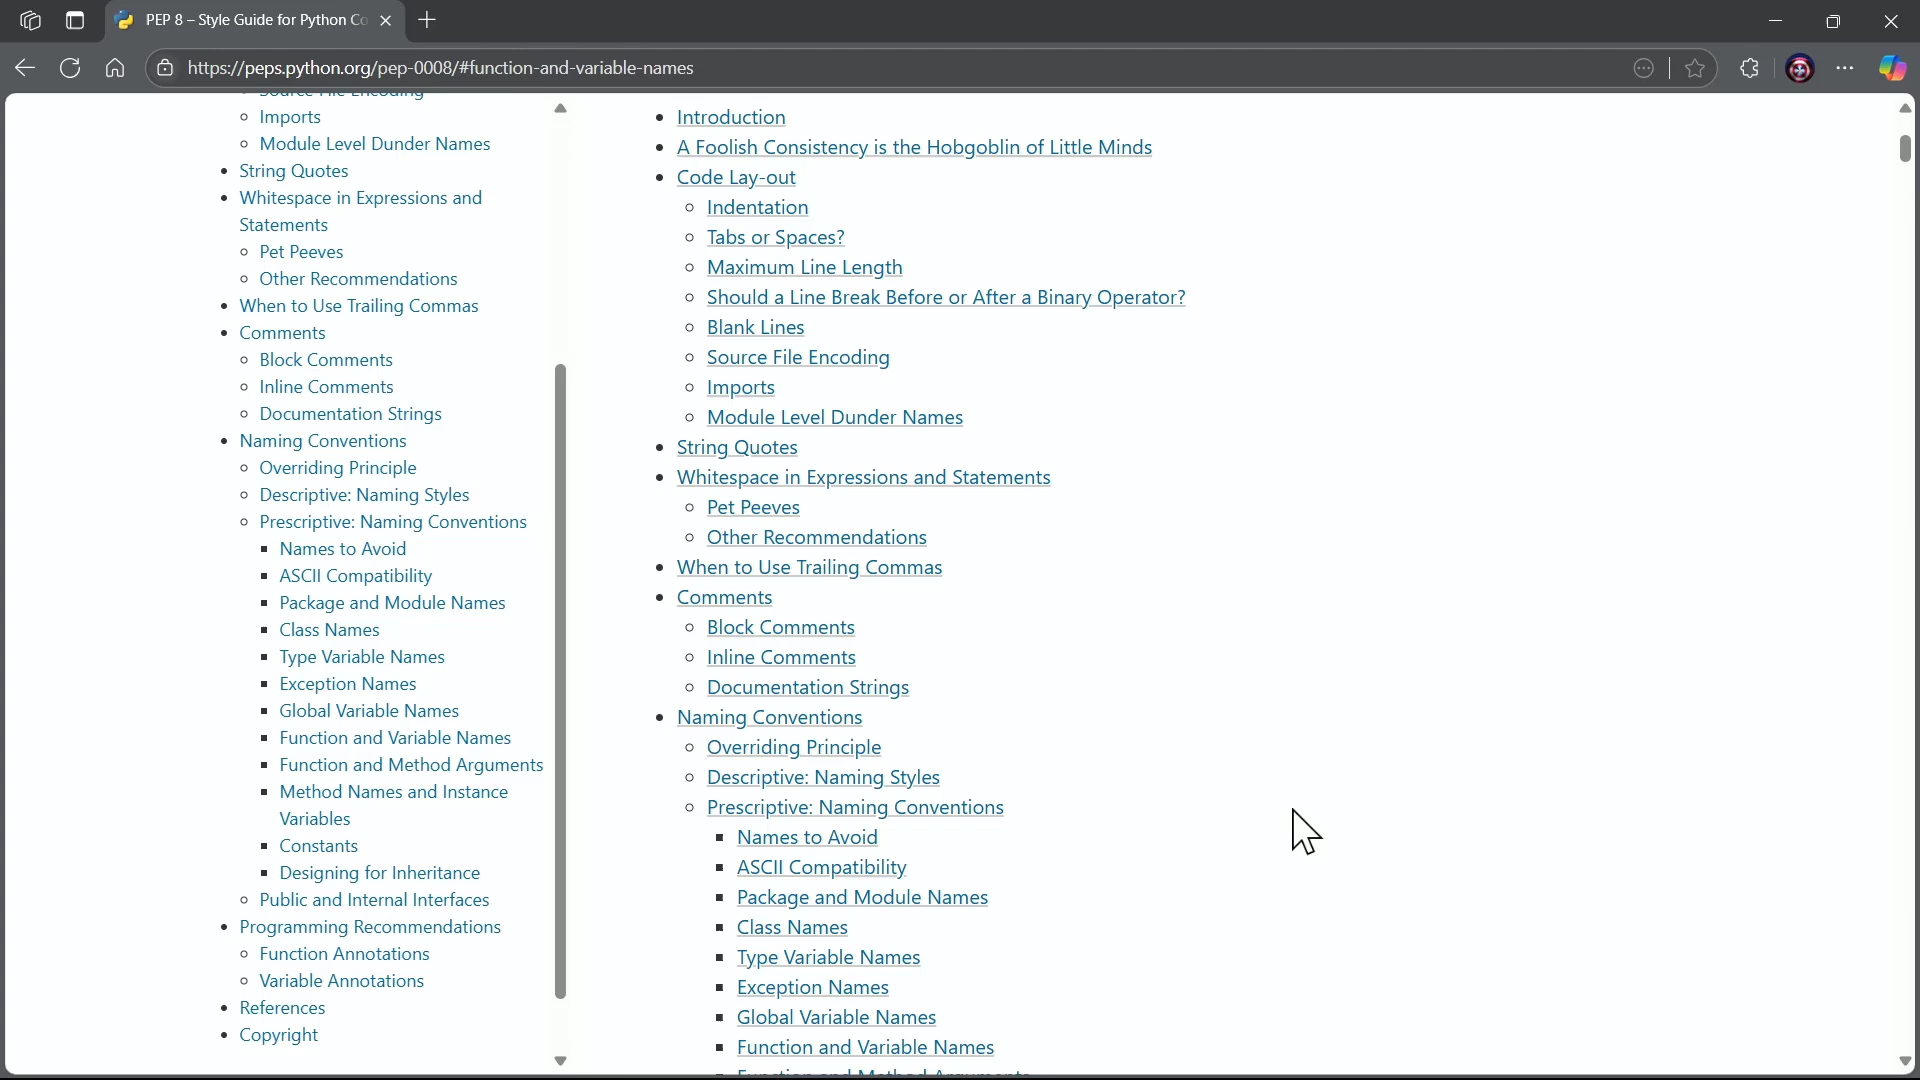 PEP 8 – Style Guide for Python Co
https://peps.python.org/pep-0008/#function-and-variable-names
Source File Encoding
Imports
Module Level Dunder Names
String Quotes
Whitespace in Expressions and
Statements
Pet Peeves
Other Recommendations
When to Use Trailing Commas
Comments
Block Comments
Inline Comments
Documentation Strings
Naming Conventions
Overriding Principle
Descriptive: Naming Styles
Prescriptive: Naming Conventions
Names to Avoid
ASCII Compatibility
Package and Module Names
Class Names
Type Variable Names
Exception Names
Global Variable Names
Function and Variable Names
Function and Method Arguments
Method Names and Instance
Variables
Constants
Designing for Inheritance
Public and Internal Interfaces
Programming Recommendations
Function Annotations
Variable Annotations
References
Copyright
Introduction
A Foolish Consistency is the Hobgoblin of Little Minds
Code Lay-out
Indentation
Tabs or Spaces?
Maximum Line Length
Should a Line Break Before or After a Binary Operator?
Blank Lines
Source File Encoding
Imports
Module Level Dunder Names
String Quotes
Whitespace in Expressions and Statements
Pet Peeves
Other Recommendations
When to Use Trailing Commas
Comments
Block Comments
Inline Comments
Documentation Strings
Naming Conventions
Overriding Principle
Descriptive: Naming Styles
Prescriptive: Naming Conventions
Names to Avoid
ASCII Compatibility
Package and Module Names
Class Names
Type Variable Names
Exception Names
Global Variable Names
Function and Variable Names
Function and Method Arguments